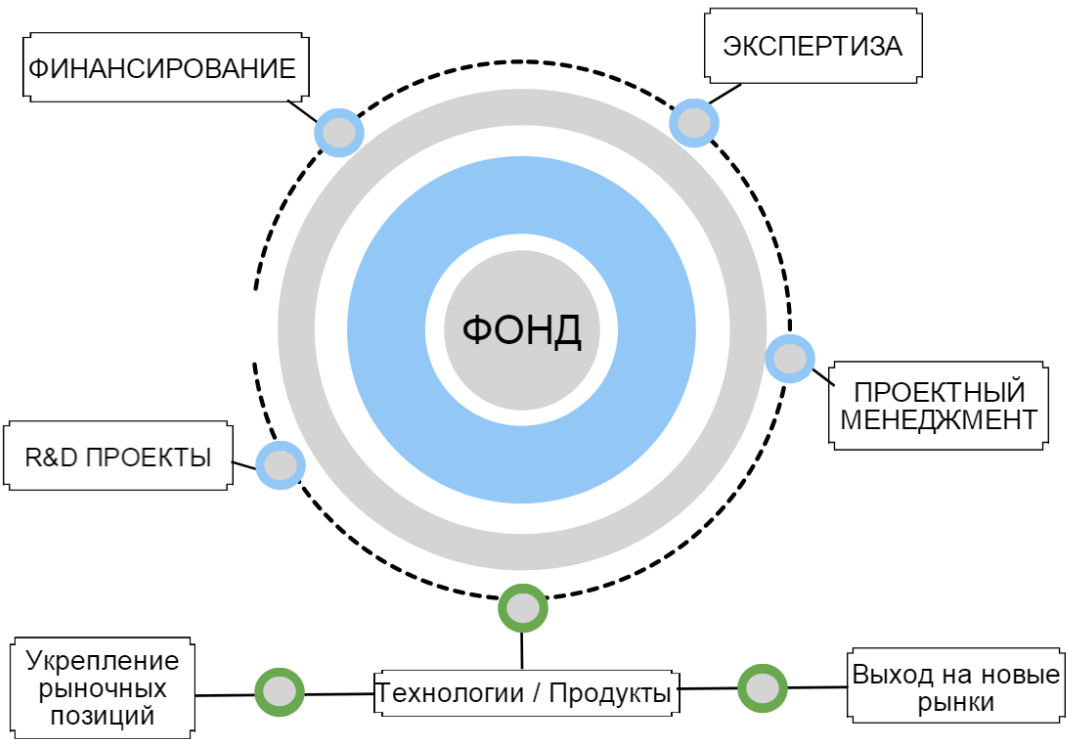 ФИНАНСИРОВАНИЕ
ЭКСПЕРТИЗА
ФОНД
ПРОЕКТНЫЙ
МЕНЕДЖМЕНТ
R&D ПРОЕКТЫ
Укрепление
рыночных
позиций
Технологии / Продукты
Выход на новые
рынки